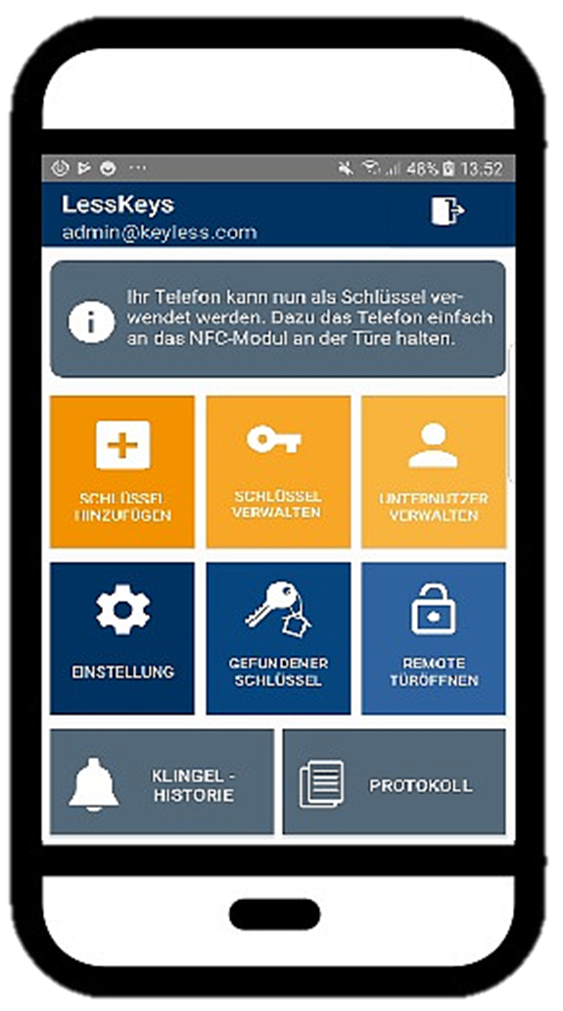 48% 13:52
LessKeys
admin@keyless.com
Ihr Telefon kann nun als Schlüssel ver-
wendet werden. Dazu das Telefon einfach
an das NFC-Modul an der Türe halten.
SCHLÜSSEL
HINZUFÜGEN
SCHLÜSSEL
VERWALTEN
UNTERNUTZER
VERWALTEN
EINSTELLUNG
GEFUNDENER
SCHLÜSSEL
REMOTE
TÜRÖFFNEN
KLINGEL -
HISTORIE
PROTOKOLL